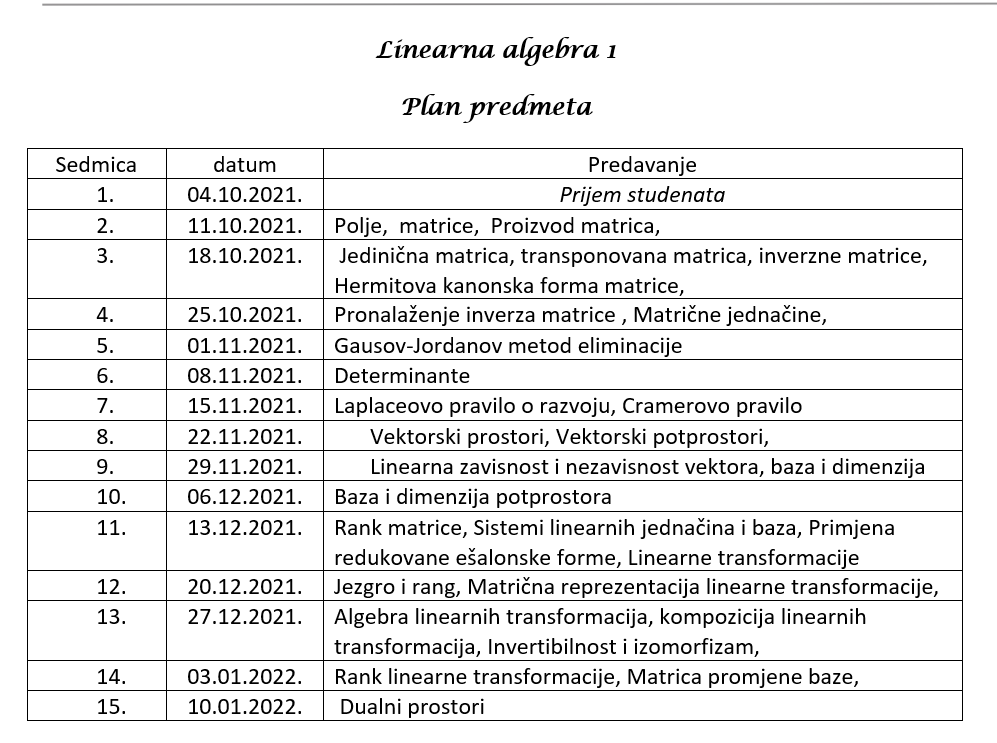 Linearna algebra 1
Plan predmeta
Sedmica datum Predavanje
1. 04.10.2021. Prijem studenata
2. 11.10.2021. Polje, matrice, Proizvod matrica,
3. 18.10.2021. Jedinična matrica, transponovana matrica, inverzne matrice,
Hermitova kanonska forma matrice,
4. 25.10.2021. Pronalaženje inverza matrice , Matrične jednačine,
5. 01.11.2021. Gausov-Jordanov metod eliminacije
6. 08.11.2021. Determinante
7. 15.11.2021. Laplaceovo pravilo o razvoju, Cramerovo pravilo
8. 22.11.2021. Vektorski prostori, Vektorski potprostori,
9. 29.11.2021. Linearna zavisnost i nezavisnost vektora, baza i dimenzija
10. 06.12.2021. Baza i dimenzija potprostora
11. 13.12.2021. Rank matrice, Sistemi linearnih jednačina i baza, Primjena
redukovane ešalonske forme, Linearne transformacije
12. 20.12.2021. Jezgro i rang, Matrična reprezentacija linearne transformacije,
13. 27.12.2021. Algebra linearnih transformacija, kompozicija linearnih
transformacija, Invertibilnost i izomorfizam,
14. 03.01.2022. Rank linearne transformacije, Matrica promjene baze,
15. 10.01.2022. Dualni prostori